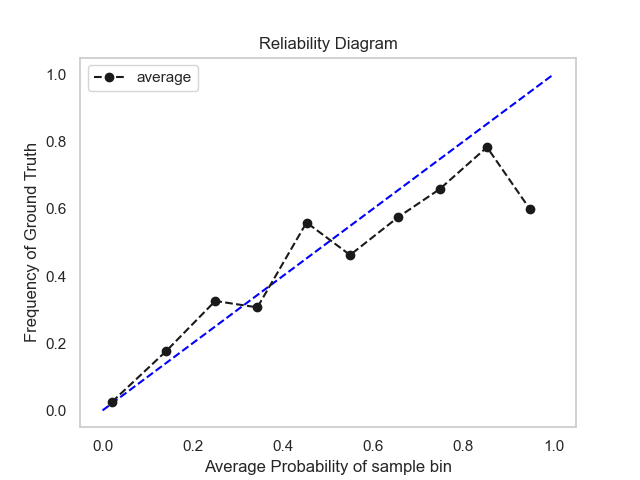 Reliability Diagram
average
Frequency of Ground Truth
1.0
0.8
0.6
0.4
0.2
0.0
0.0 0.2 0.4 0.6 0.8 1.0
Average Probability of sample bin